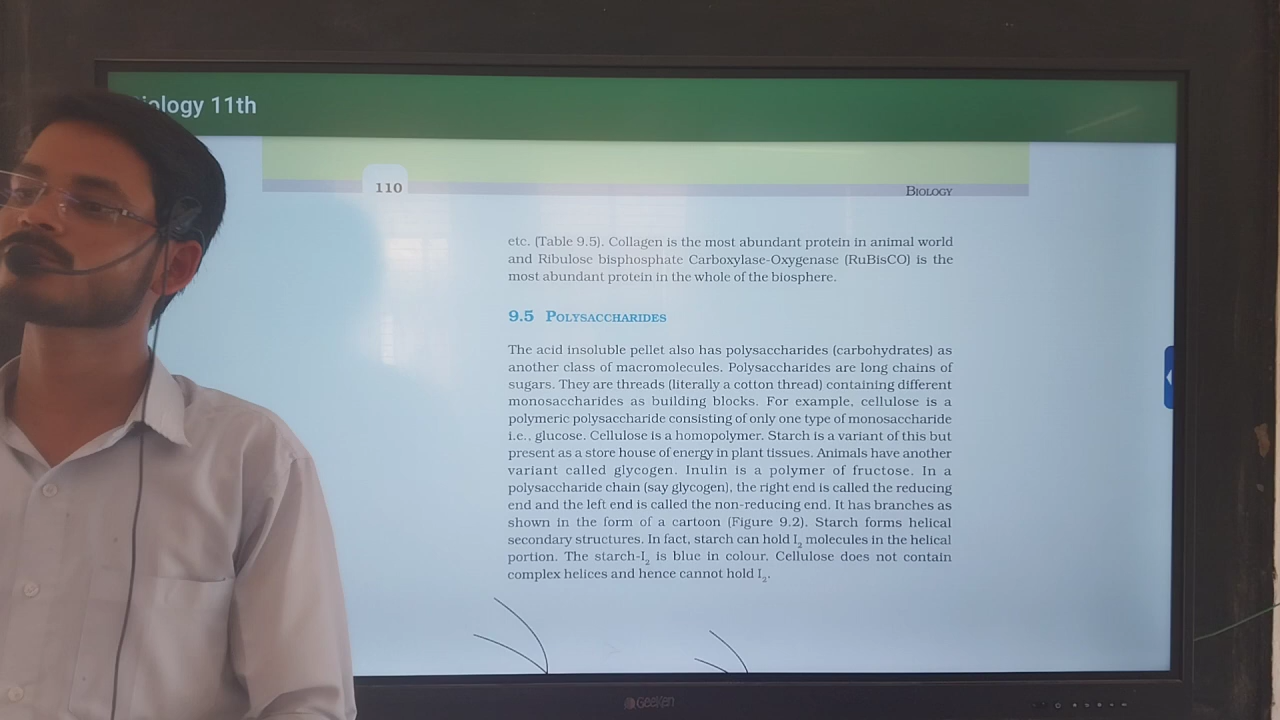 iology 11th
110
BIOLOGY
etc. (Table 9.5). Collagen is the most abundant protein in animal world
and Ribulose bisphosphate Carboxylase-Oxygenase (RuBisCO) is the
most abundant protein in the whole of the biosphere.
9.5 POLYSACCHARIDES
The acid insoluble pellet also has polysaccharides (carbohydrates) as
another class of macromolecules. Polysaccharides are long chains of
sugars. They are threads (literally a cotton thread) containing different
monosaccharides as building blocks. For example, cellulose is a
polymeric polysaccharide consisting of only one type of monosaccharide
i.e., glucose. Cellulose is a homopolymer. Starch is a variant of this but
present as a store house of energy in plant tissues. Animals have another
variant called glycogen. Inulin is a polymer of fructose. In a
polysaccharide chain (say glycogen), the right end is called the reducing
end and the left end is called the non-reducing end. It has branches as
shown in the form of a cartoon (Figure 9.2). Starch forms helical
secondary structures. In fact, starch can hold I₂ molecules in the helical
portion. The starch-I₂ is blue in colour. Cellulose does not contain
complex helices and hence cannot hold I₂.
Geeken